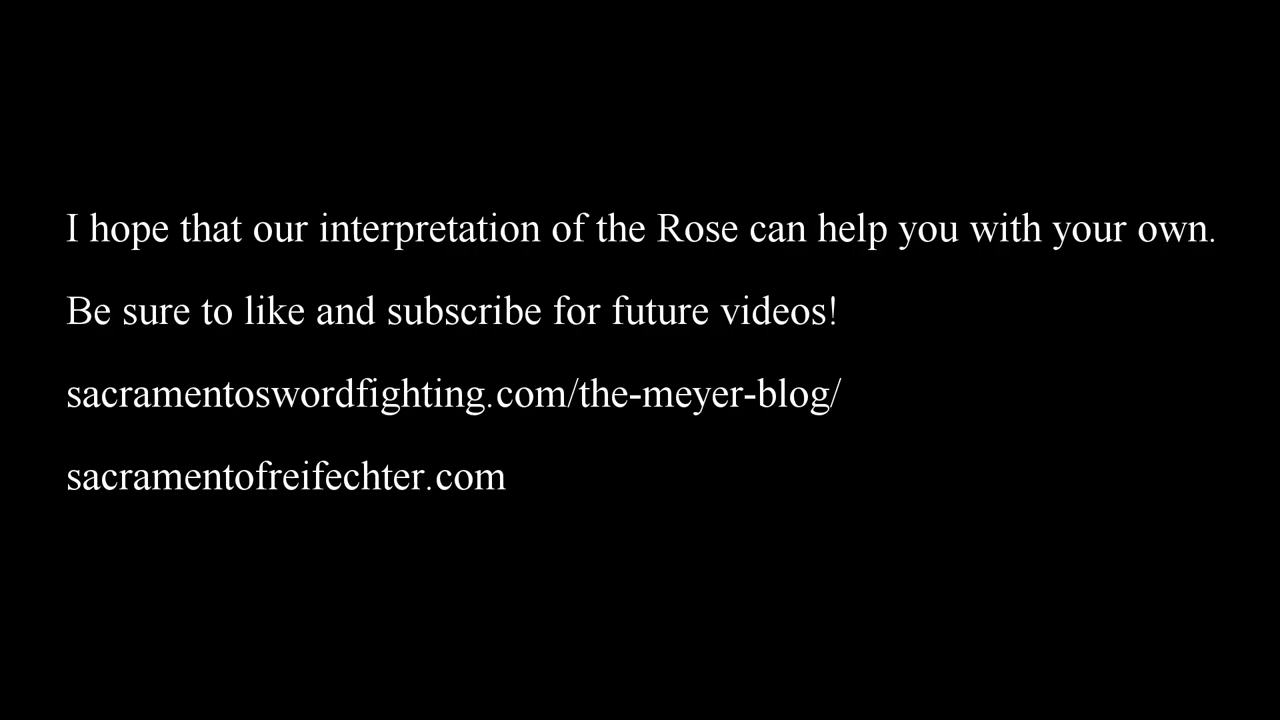 I hope that our interpretation of the Rose can help you with your own.
Be sure to like and subscribe for future videos!
sacramentoswordfighting.com/the-meyer-blog/
sacramentofreifechter.com